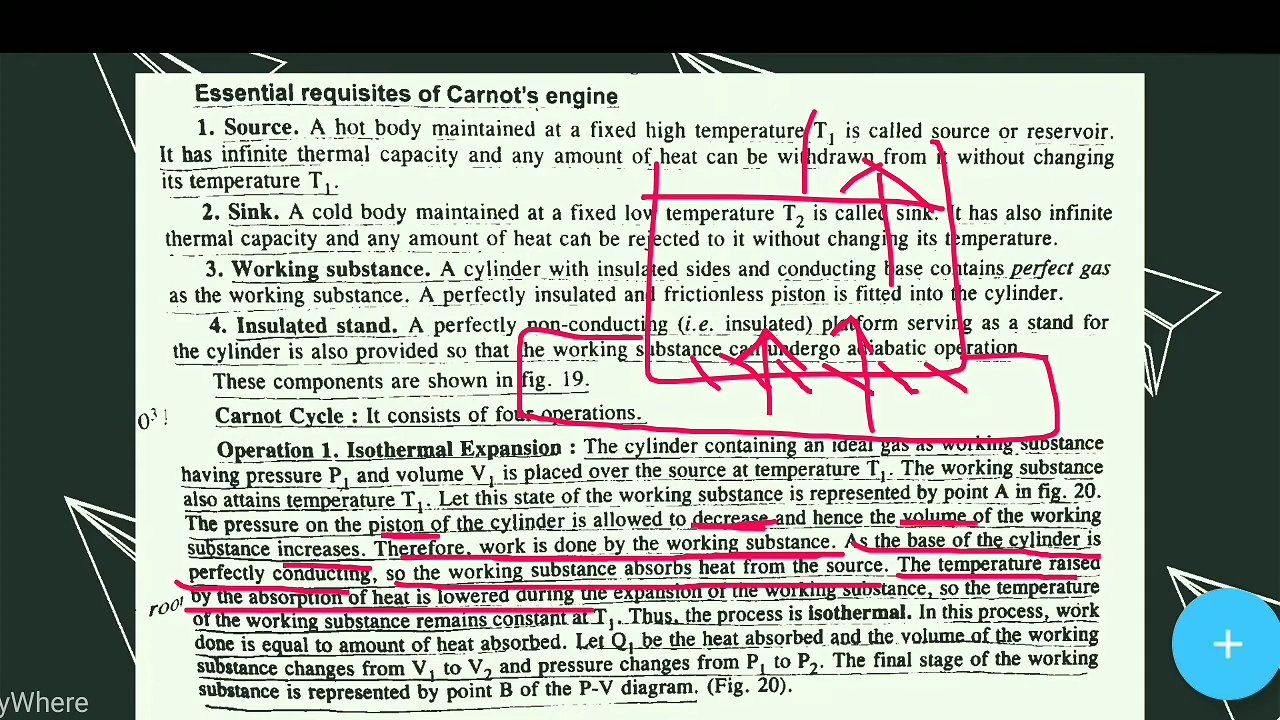 Essential requisites of Carnot's engine
1. Source. A hot body maintained at a fixed high temperature T₁ is called source or reservoir.
It has infinite thermal capacity and any amount of heat can be withdrawn from it without changing
its temperature T₁.
2. Sink. A cold body maintained at a fixed low temperature T₂ is called sink. It has also infinite
thermal capacity and any amount of heat can be rejected to it without changing its temperature.
3. Working substance. A cylinder with insulated sides and conducting base contains perfect gas
as the working substance. A perfectly insulated and frictionless piston is fitted into the cylinder.
4. Insulated stand. A perfectly non-conducting (i.e. insulated) platform serving as a stand for
the cylinder is also provided so that the working substance can undergo adiabatic operation.
These components are shown in fig. 19.
Carnot Cycle : It consists of four operations.
Operation 1. Isothermal Expansion : The cylinder containing an ideal gas as working substance
having pressure P₁ and volume V₁ is placed over the source at temperature T₁. The working substance
also attains temperature T₁. Let this state of the working substance is represented by point A in fig. 20.
The pressure on the piston of the cylinder is allowed to decrease and hence the volume of the working
substance increases. Therefore, work is done by the working substance. As the base of the cylinder is
perfectly conducting, so the working substance absorbs heat from the source. The temperature raised
by the absorption of heat is lowered during the expansion of the working substance, so the temperature
root
of the working substance remains constant at T₁. Thus, the process is isothermal. In this process, work
done is equal to amount of heat absorbed. Let Q₁ be the heat absorbed and the volume of the working
substance changes from V₁ to V₂ and pressure changes from P₁ to P₂. The final stage of the working
substance is represented by point B of the P-V diagram. (Fig. 20).
yWhere